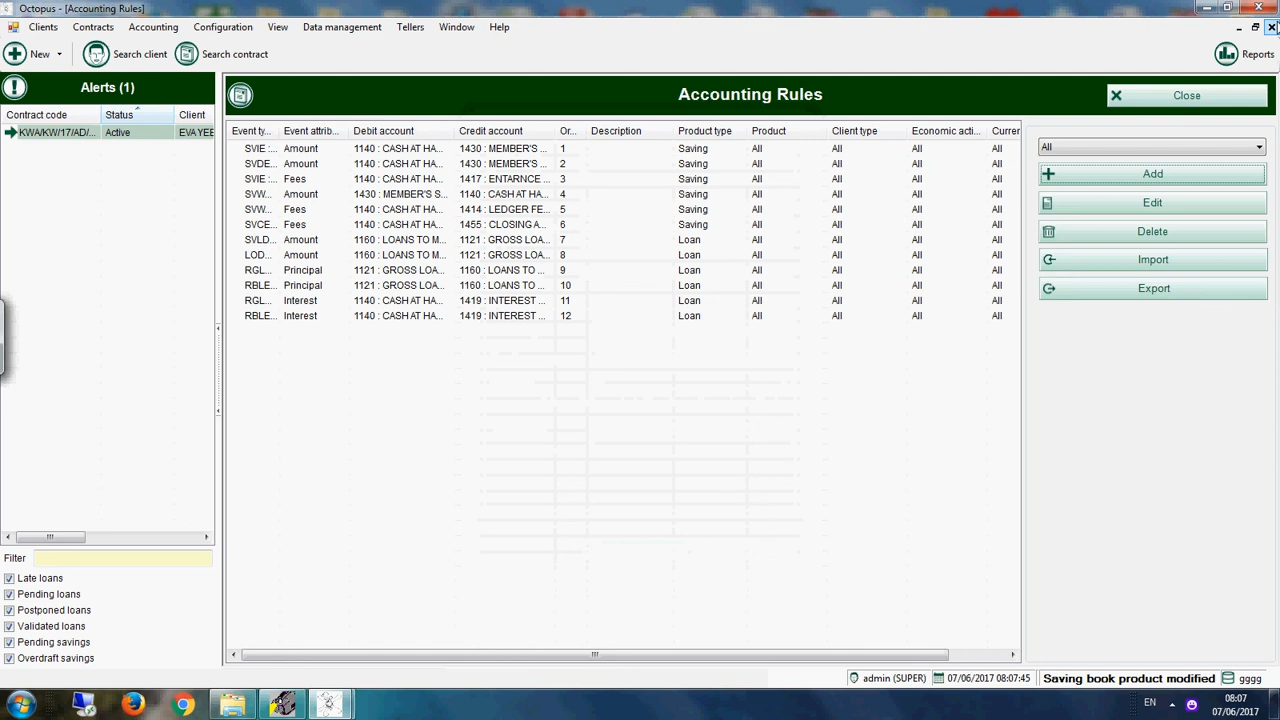 Octopus - [Accounting Rules]
Clients Contracts Accounting Configuration View Data management Tellers Window Help
New Search client Search contract Reports
Alerts (1) Accounting Rules Close
Contract code Status Client
KWA/KW/17/AD/... Active EVA YEE
Event ty... Event attrib... Debit account Credit account Or... Description Product type Product Client type Economic acti... Curren
SVIE :... Amount 1140 : CASH AT HA... 1430 : MEMBER'S ... 1 Saving All All All All
SVDE... Amount 1140 : CASH AT HA... 1430 : MEMBER'S ... 2 Saving All All All All
SVIE :... Fees 1140 : CASH AT HA... 1417 : ENTARNCE ... 3 Saving All All All All
SVW... Amount 1430 : MEMBER'S S... 1140 : CASH AT HA... 4 Saving All All All All
SVW... Fees 1140 : CASH AT HA... 1414 : LEDGER FE... 5 Saving All All All All
SVCE... Fees 1140 : CASH AT HA... 1455 : CLOSING A... 6 Saving All All All All
SVLD... Amount 1160 : LOANS TO M... 1121 : GROSS LOA... 7 Loan All All All All
LOD... Amount 1160 : LOANS TO M... 1121 : GROSS LOA... 8 Loan All All All All
RGL... Principal 1121 : GROSS LOA... 1160 : LOANS TO ... 9 Loan All All All All
RBLE... Principal 1121 : GROSS LOA... 1160 : LOANS TO ... 10 Loan All All All All
RGL... Interest 1140 : CASH AT HA... 1419 : INTEREST ... 11 Loan All All All All
RBLE... Interest 1140 : CASH AT HA... 1419 : INTEREST ... 12 Loan All All All All
All
Add
Edit
Delete
Import
Export
Filter
Late loans
Pending loans
Postponed loans
Validated loans
Pending savings
Overdraft savings
admin (SUPER) 07/06/2017 08:07:45 Saving book product modified gggg
EN 08:07
07/06/2017